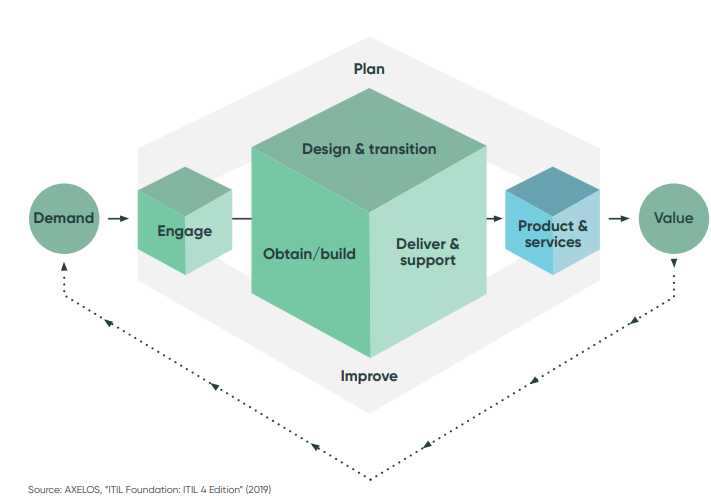 Plan
Design & transition
Demand
Engage
Obtain/build
Deliver &
support
Product &
services
Value
Improve
Source: AXELOS, "ITIL Foundation: ITIL 4 Edition" (2019)